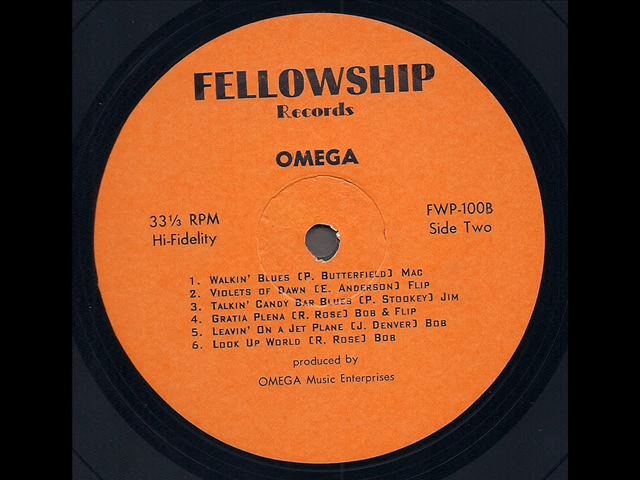 FELLOWSHIP
Records
OMEGA
33⅓ RPM
Hi-Fidelity
FWP-100B
Side Two
1. WALKIN' BLUES (P. BUTTERFIELD) MAC
2. VIOLETS OF DAWN (E. ANDERSON) FLIP
3. TALKIN' CANDY BAR BLUES (P. STOOKEY) JIM
4. GRATIA PLENA (R. ROSE) BOB & FLIP
5. LEAVIN' ON A JET PLANE (J. DENVER) BOB
6. LOOK UP WORLD (R. ROSE) BOB
produced by
OMEGA Music Enterprises